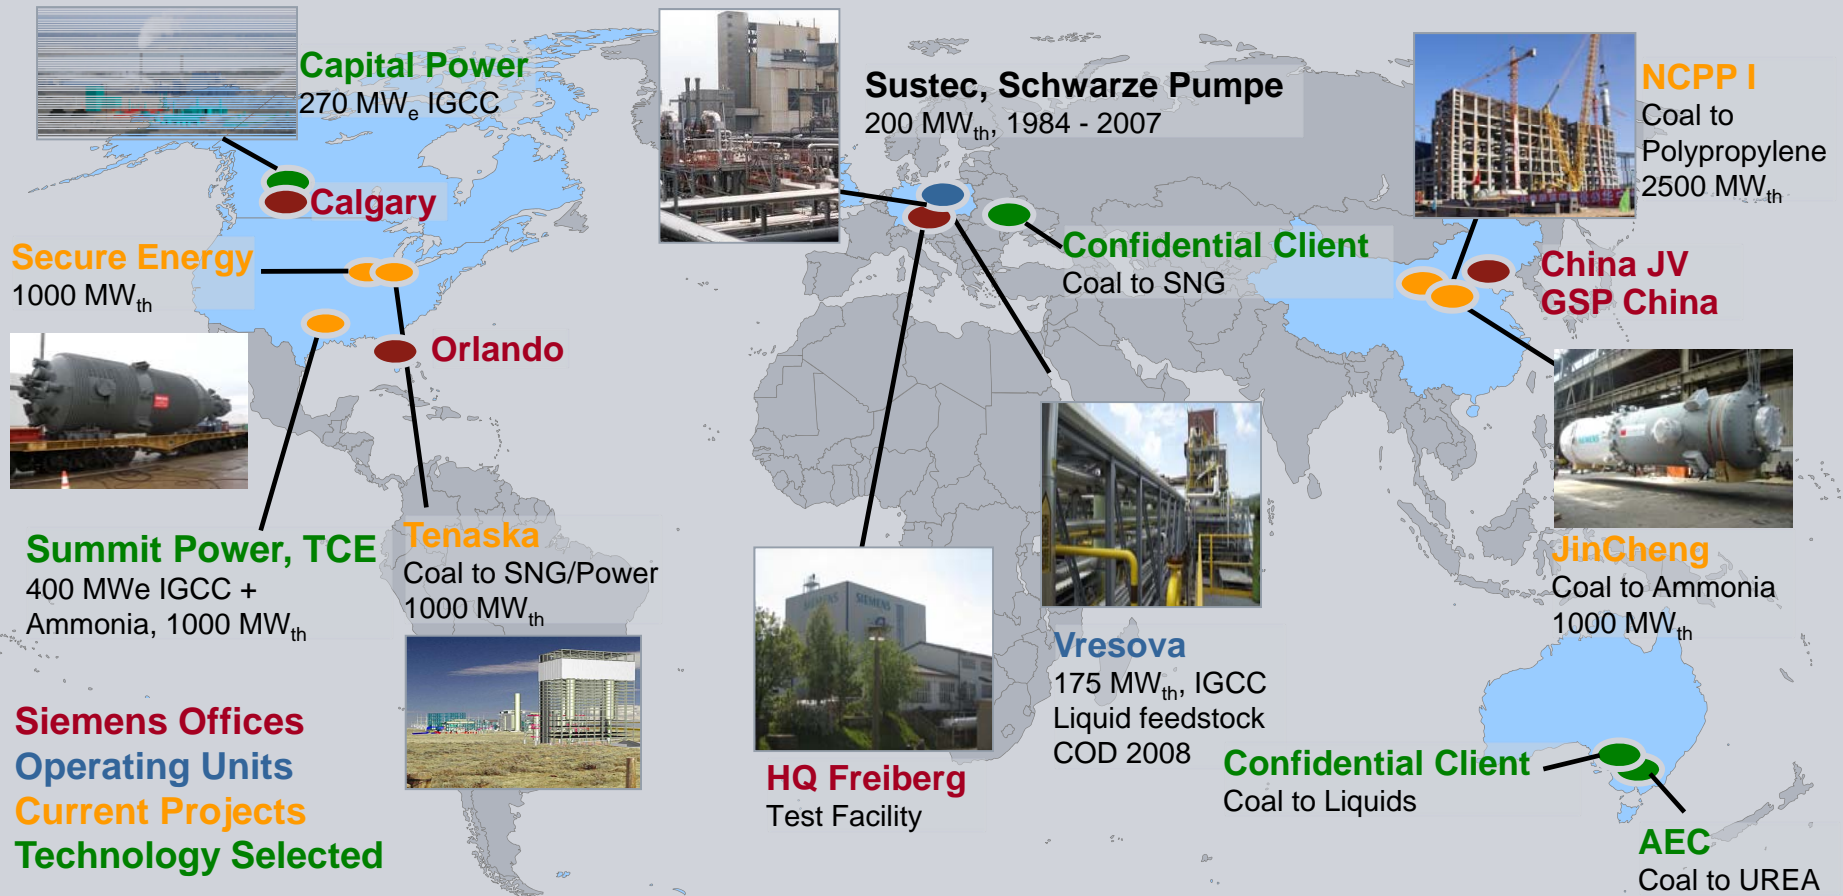 Capital Power
270 MWe IGCC
Calgary
Secure Energy
1000 MWth
Orlando
Summit Power, TCE
400 MWe IGCC +
Ammonia, 1000 MWth
Tenaska
Coal to SNG/Power
1000 MWth
Sustec, Schwarze Pumpe
200 MWth, 1984 - 2007
Confidential Client
Coal to SNG
NCPP I
Coal to
Polypropylene
2500 MWth
China JV
GSP China
SIEMENS
JinCheng
Coal to Ammonia
1000 MWth
SIEMENS
SIEMENS
HQ Freiberg
Test Facility
Vresova
175 MWth, IGCC
Liquid feedstock
COD 2008
Confidential Client
Coal to Liquids
AEC
Coal to UREA
Siemens Offices
Operating Units
Current Projects
Technology Selected